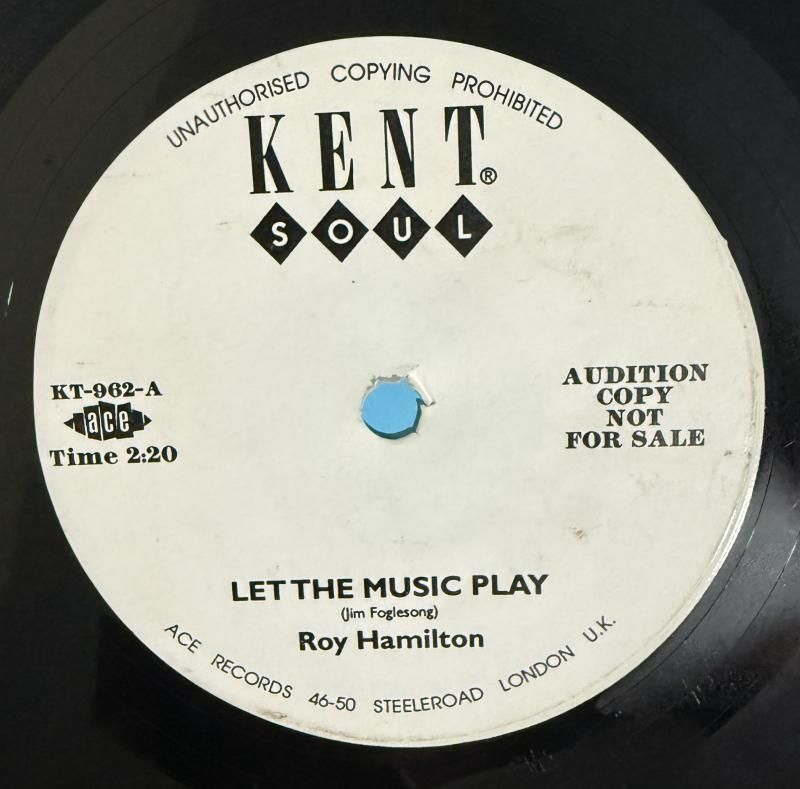 UNAUTHORISED COPYING PROHIBITED
KENT®
SOUL
KT-962-A
ace
Time 2:20
AUDITION
COPY
NOT
FOR SALE
LET THE MUSIC PLAY
(Jim Foglesong)
Roy Hamilton
ACE RECORDS 46-50 STEELEROAD LONDON U.K.